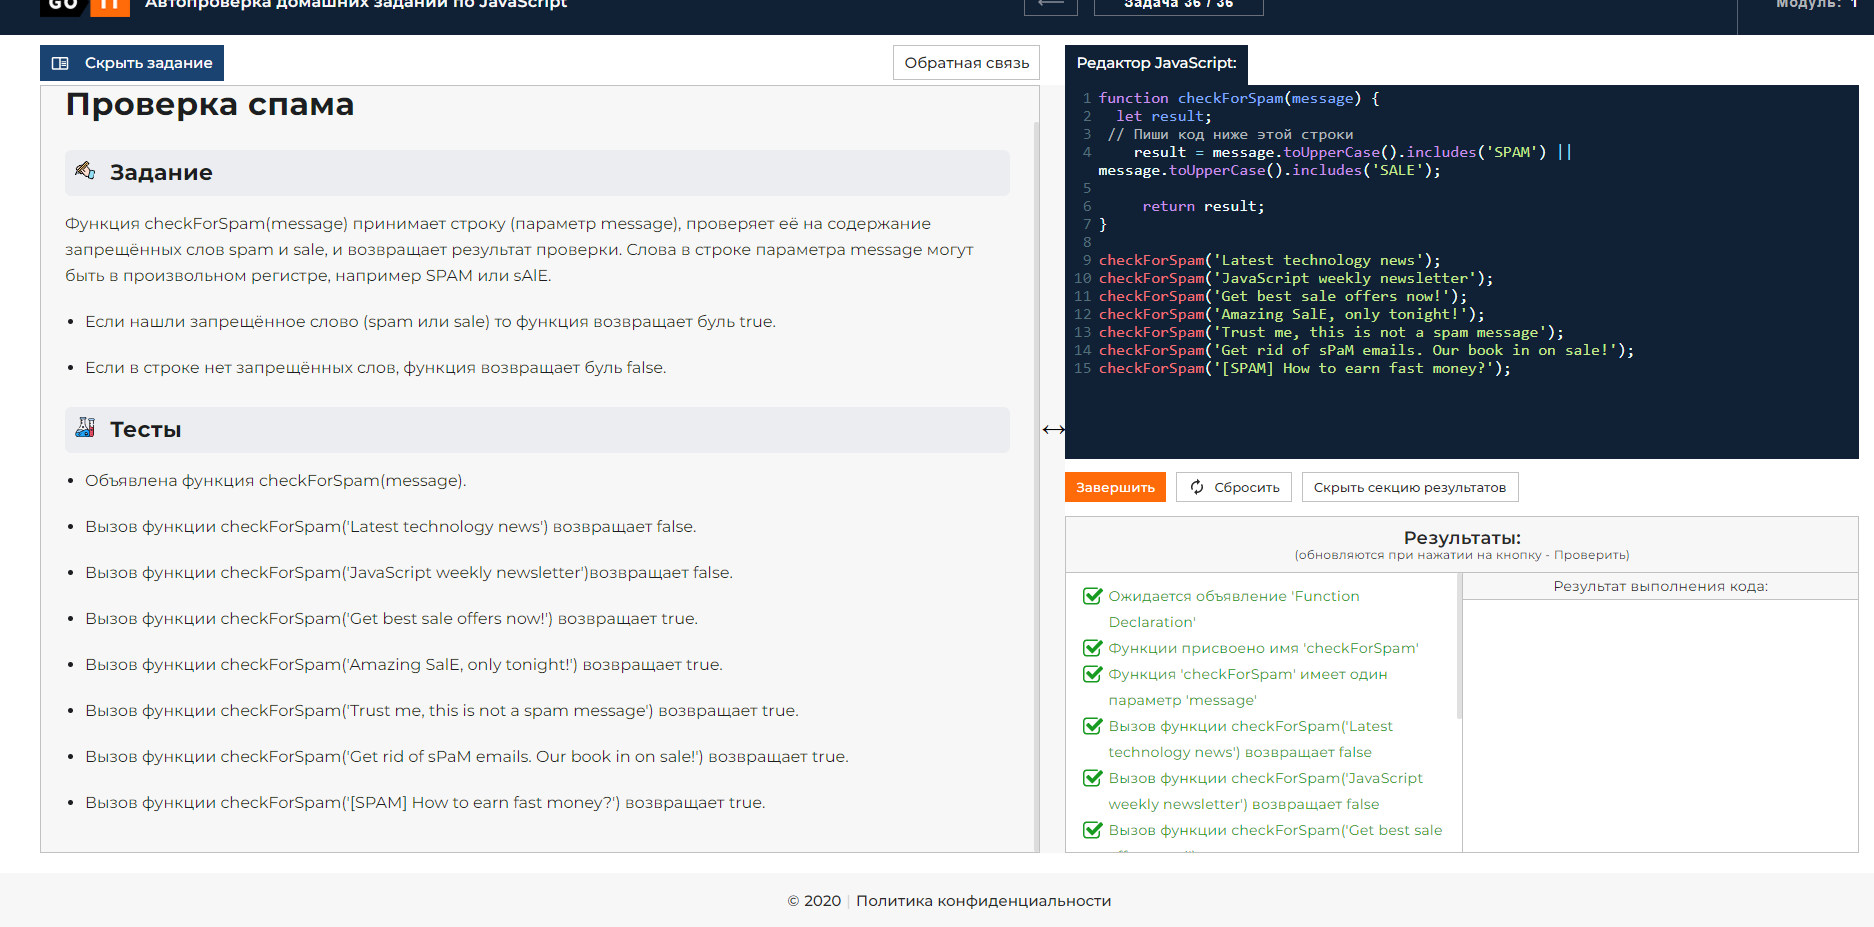 GO IT Автопроверка домашних заданий по JavaScript
Задача 36 / 36
Модуль: 1
Скрыть задание
Обратная связь
Проверка спама
Задание
Функция checkForSpam(message) принимает строку (параметр message), проверяет её на содержание
запрещённых слов spam и sale, и возвращает результат проверки. Слова в строке параметра message могут
быть в произвольном регистре, например SPAM или sAlE.
• Если нашли запрещённое слово (spam или sale) то функция возвращает буль true.
• Если в строке нет запрещённых слов, функция возвращает буль false.
Тесты
• Объявлена функция checkForSpam(message).
• Вызов функции checkForSpam('Latest technology news') возвращает false.
• Вызов функции checkForSpam('JavaScript weekly newsletter')возвращает false.
• Вызов функции checkForSpam('Get best sale offers now!') возвращает true.
• Вызов функции checkForSpam('Amazing SalE, only tonight!') возвращает true.
• Вызов функции checkForSpam('Trust me, this is not a spam message') возвращает true.
• Вызов функции checkForSpam('Get rid of sPaM emails. Our book in on sale!') возвращает true.
• Вызов функции checkForSpam('[SPAM] How to earn fast money?') возвращает true.
Редактор JavaScript:
1 function checkForSpam(message) {
2 let result;
3 // Пиши код ниже этой строки
4 result = message.toUpperCase().includes('SPAM') ||
message.toUpperCase().includes('SALE');
5
6 return result;
7 }
8
9 checkForSpam('Latest technology news');
10 checkForSpam('JavaScript weekly newsletter');
11 checkForSpam('Get best sale offers now!');
12 checkForSpam('Amazing SalE, only tonight!');
13 checkForSpam('Trust me, this is not a spam message');
14 checkForSpam('Get rid of sPaM emails. Our book in on sale!');
15 checkForSpam('[SPAM] How to earn fast money?');
Завершить
Сбросить
Скрыть секцию результатов
Результаты:
(обновляются при нажатии на кнопку - Проверить)
Ожидается объявление 'Function
Declaration'
Функции присвоено имя 'checkForSpam'
Функция 'checkForSpam' имеет один
параметр 'message'
Вызов функции checkForSpam('Latest
technology news') возвращает false
Вызов функции checkForSpam('JavaScript
weekly newsletter') возвращает false
Вызов функции checkForSpam('Get best sale
Результат выполнения кода:
© 2020 | Политика конфиденциальности